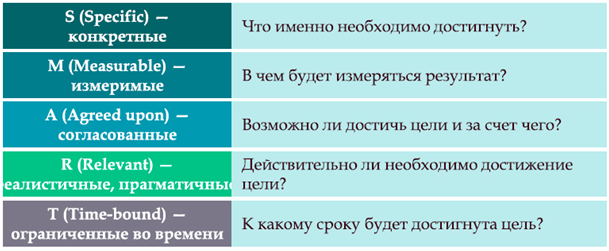 S (Specific) —
конкретные
Что именно необходимо достигнуть?
M (Measurable) —
измеримые
В чем будет измеряться результат?
A (Agreed upon) —
согласованные
Возможно ли достичь цели и за счет чего?
R (Relevant) —
еалистичные, прагматичные
Действительно ли необходимо достижение
цели?
T (Time-bound) —
ограниченные во времени
К какому сроку будет достигнута цель?